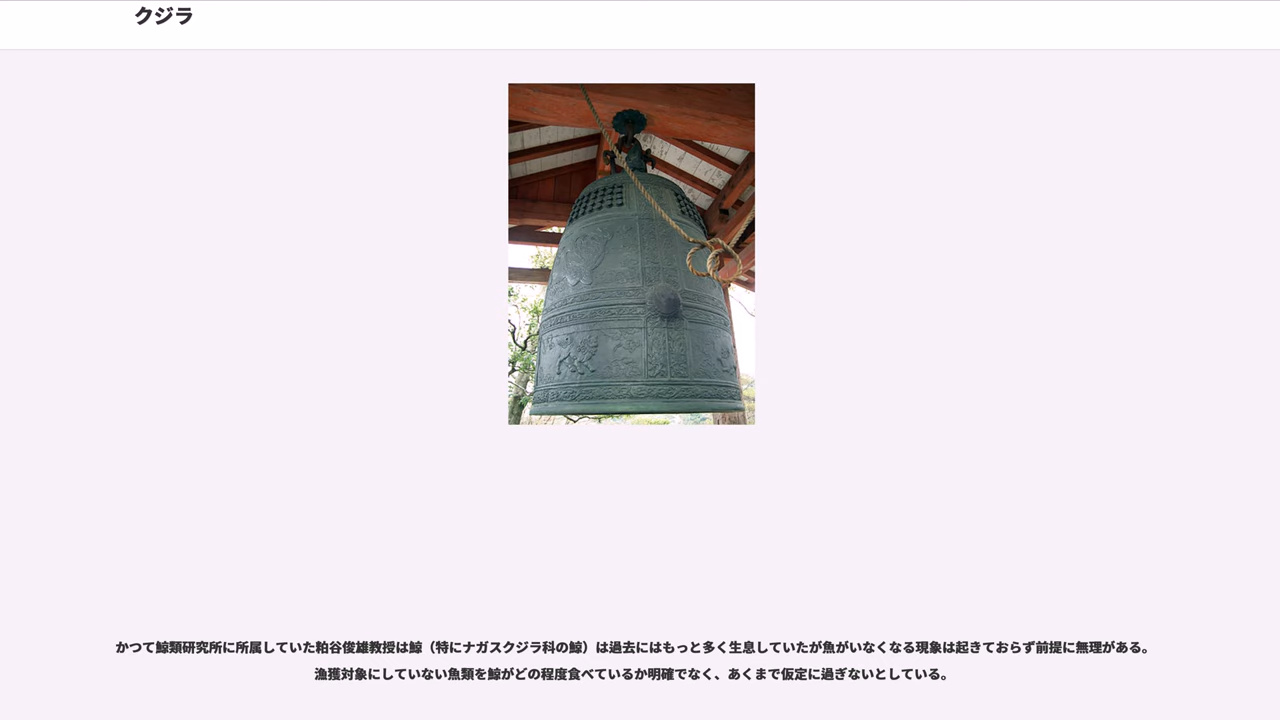 クジラ
かつて鯨類研究所に所属していた粕谷俊雄教授は鯨（特にナガスクジラ科の鯨）は過去にはもっと多く生息していたが魚がいなくなる現象は起きておらず前提に無理がある。
漁獲対象にしていない魚類を鯨がどの程度食べているか明確でなく、あくまで仮定に過ぎないとしている。